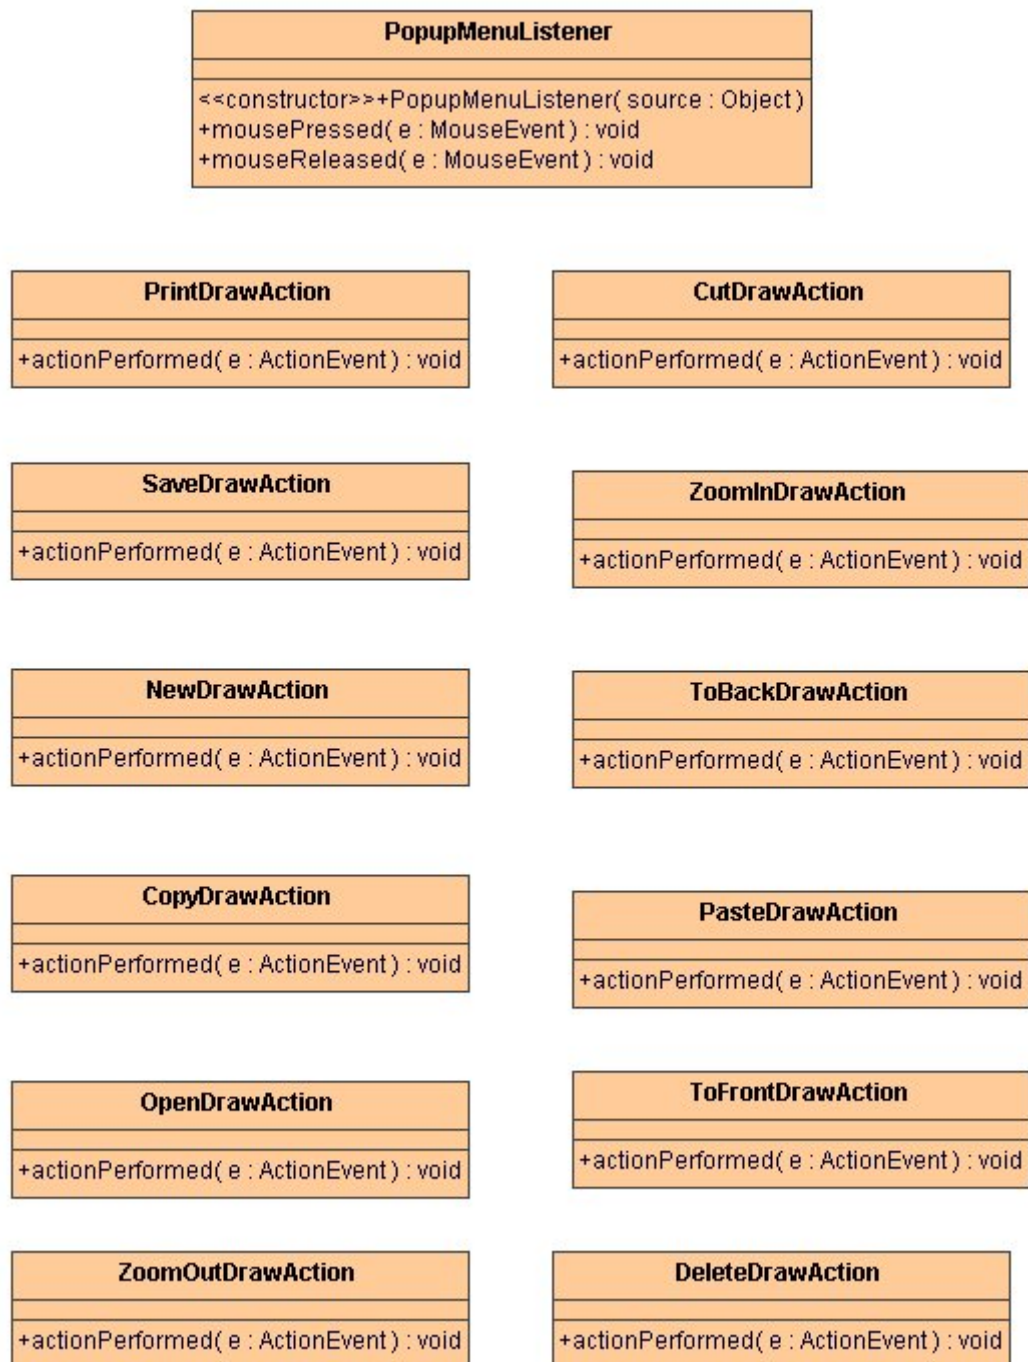 PopupMenuListener
<<constructor>>+PopupMenuListener( source : Object )
+mousePressed( e : MouseEvent ) : void
+mouseReleased( e : MouseEvent ) : void
PrintDrawAction
+actionPerformed( e : ActionEvent ) : void
CutDrawAction
+actionPerformed( e : ActionEvent ) : void
SaveDrawAction
+actionPerformed( e : ActionEvent ) : void
ZoomInDrawAction
+actionPerformed( e : ActionEvent ) : void
NewDrawAction
+actionPerformed( e : ActionEvent ) : void
ToBackDrawAction
+actionPerformed( e : ActionEvent ) : void
CopyDrawAction
+actionPerformed( e : ActionEvent ) : void
PasteDrawAction
+actionPerformed( e : ActionEvent ) : void
OpenDrawAction
+actionPerformed( e : ActionEvent ) : void
ToFrontDrawAction
+actionPerformed( e : ActionEvent ) : void
ZoomOutDrawAction
+actionPerformed( e : ActionEvent ) : void
DeleteDrawAction
+actionPerformed( e : ActionEvent ) : void